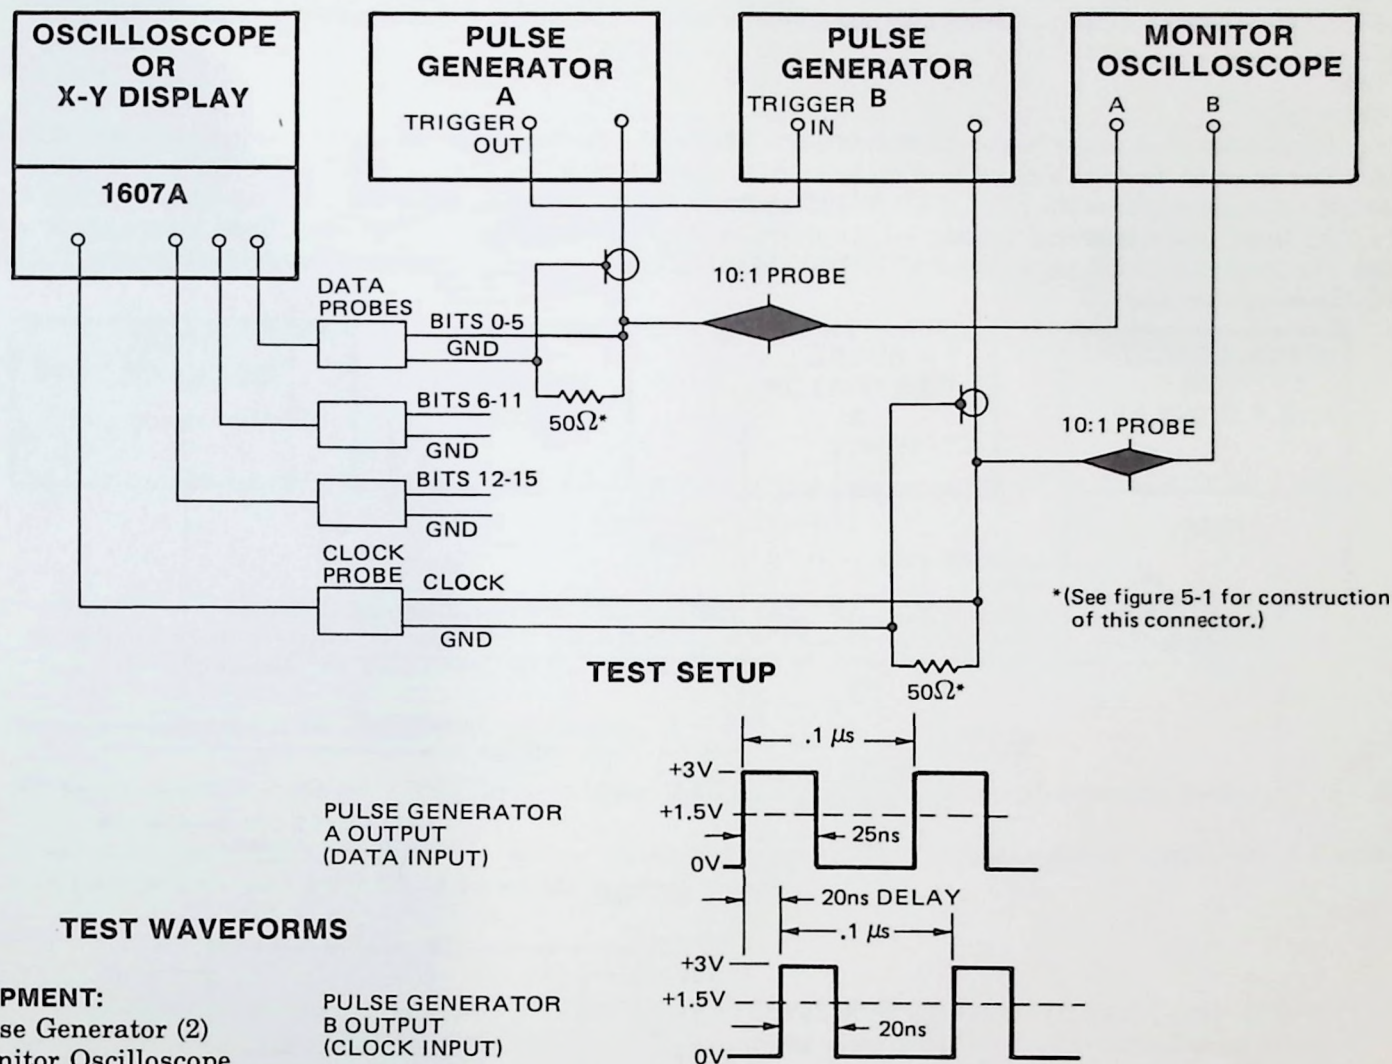 OSCILLOSCOPE
OR
X-Y DISPLAY
1607A
PULSE
GENERATOR
A
TRIGGER
OUT
PULSE
GENERATOR
B
TRIGGER
IN
MONITOR
OSCILLOSCOPE
A B
DATA
PROBES
BITS 0-5
GND
50Ω*
10:1 PROBE
BITS 6-11
GND
BITS 12-15
GND
10:1 PROBE
CLOCK
PROBE
CLOCK
GND
50Ω*
*(See figure 5-1 for construction
of this connector.)
TEST SETUP
PULSE GENERATOR
A OUTPUT
(DATA INPUT)
.1 μs
+3V
+1.5V
25ns
0V
20ns DELAY
TEST WAVEFORMS
.1 μs
+3V
+1.5V
20ns
0V
PULSE GENERATOR
B OUTPUT
(CLOCK INPUT)
PMENT:
se Generator (2)
nitor Oscilloscope